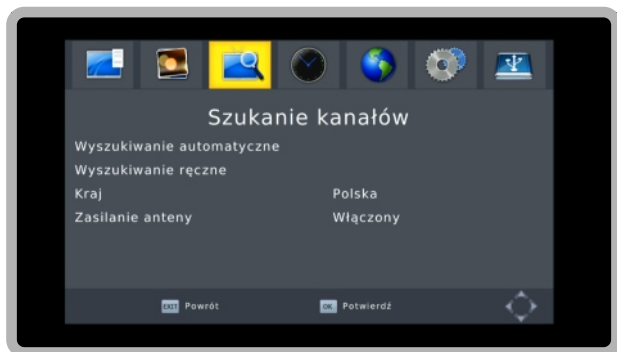 Szukanie kanałów
Wyszukiwanie automatyczne
Wyszukiwanie ręczne
Kraj Polska
Zasilanie anteny Włączony
EXIT Powrót OK Potwierdź